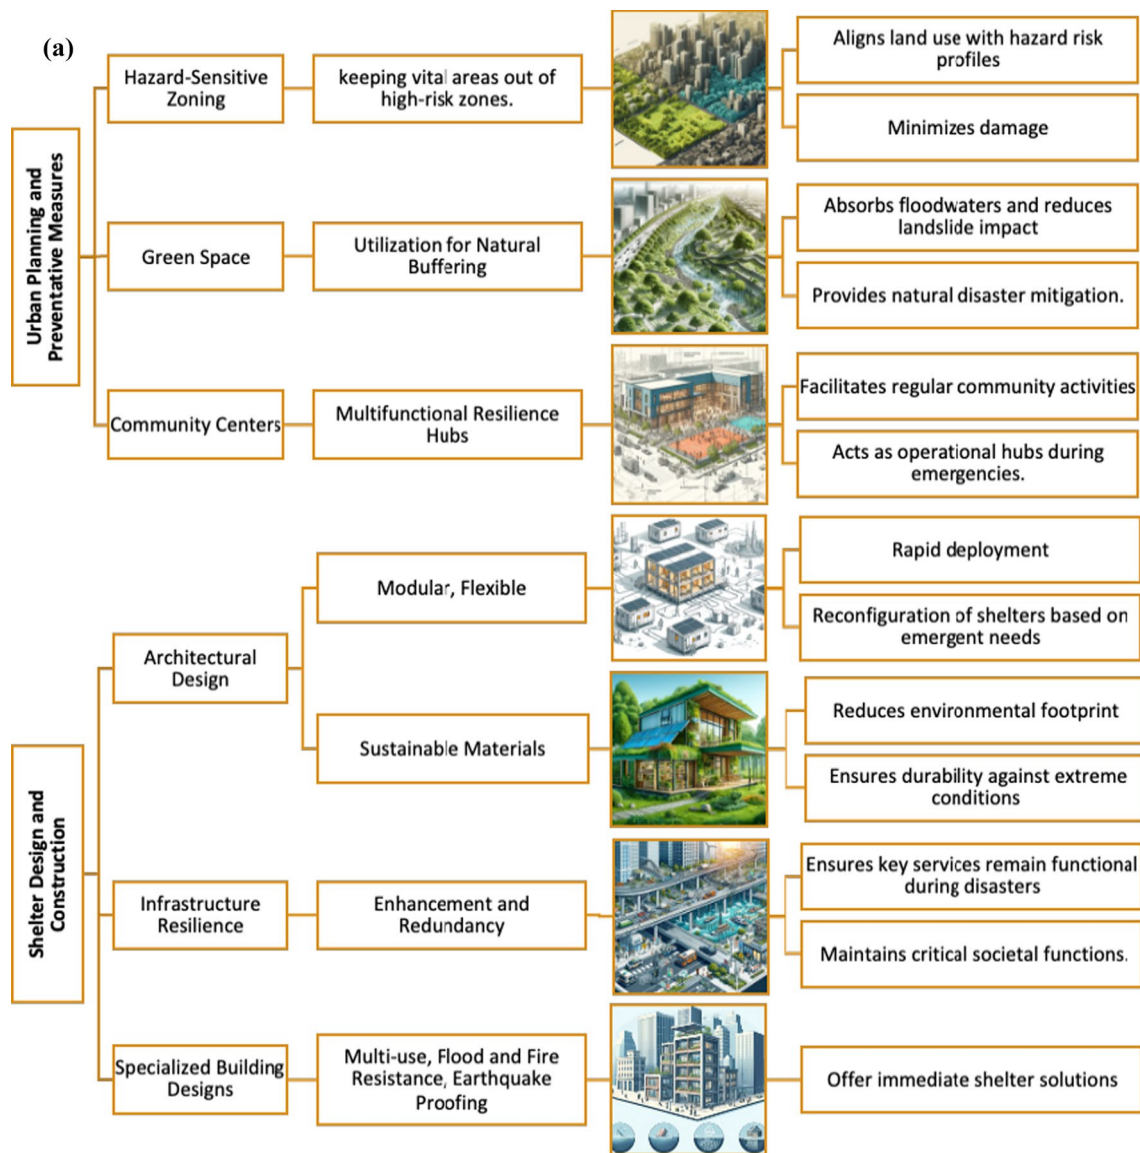 (a)
Urban Planning and
Preventative Measures
Hazard-Sensitive
Zoning
keeping vital areas out of
high-risk zones.
Aligns land use with hazard risk
profiles
Minimizes damage
Green Space
Utilization for Natural
Buffering
Absorbs floodwaters and reduces
landslide impact
Provides natural disaster mitigation.
Community Centers
Multifunctional Resilience
Hubs
Facilitates regular community activities
Acts as operational hubs during
emergencies.
Shelter Design and
Construction
Architectural
Design
Modular, Flexible
Rapid deployment
Reconfiguration of shelters based on
emergent needs
Sustainable Materials
Reduces environmental footprint
Ensures durability against extreme
conditions
Infrastructure
Resilience
Enhancement and
Redundancy
Ensures key services remain functional
during disasters
Maintains critical societal functions.
Specialized Building
Designs
Multi-use, Flood and Fire
Resistance, Earthquake
Proofing
Offer immediate shelter solutions